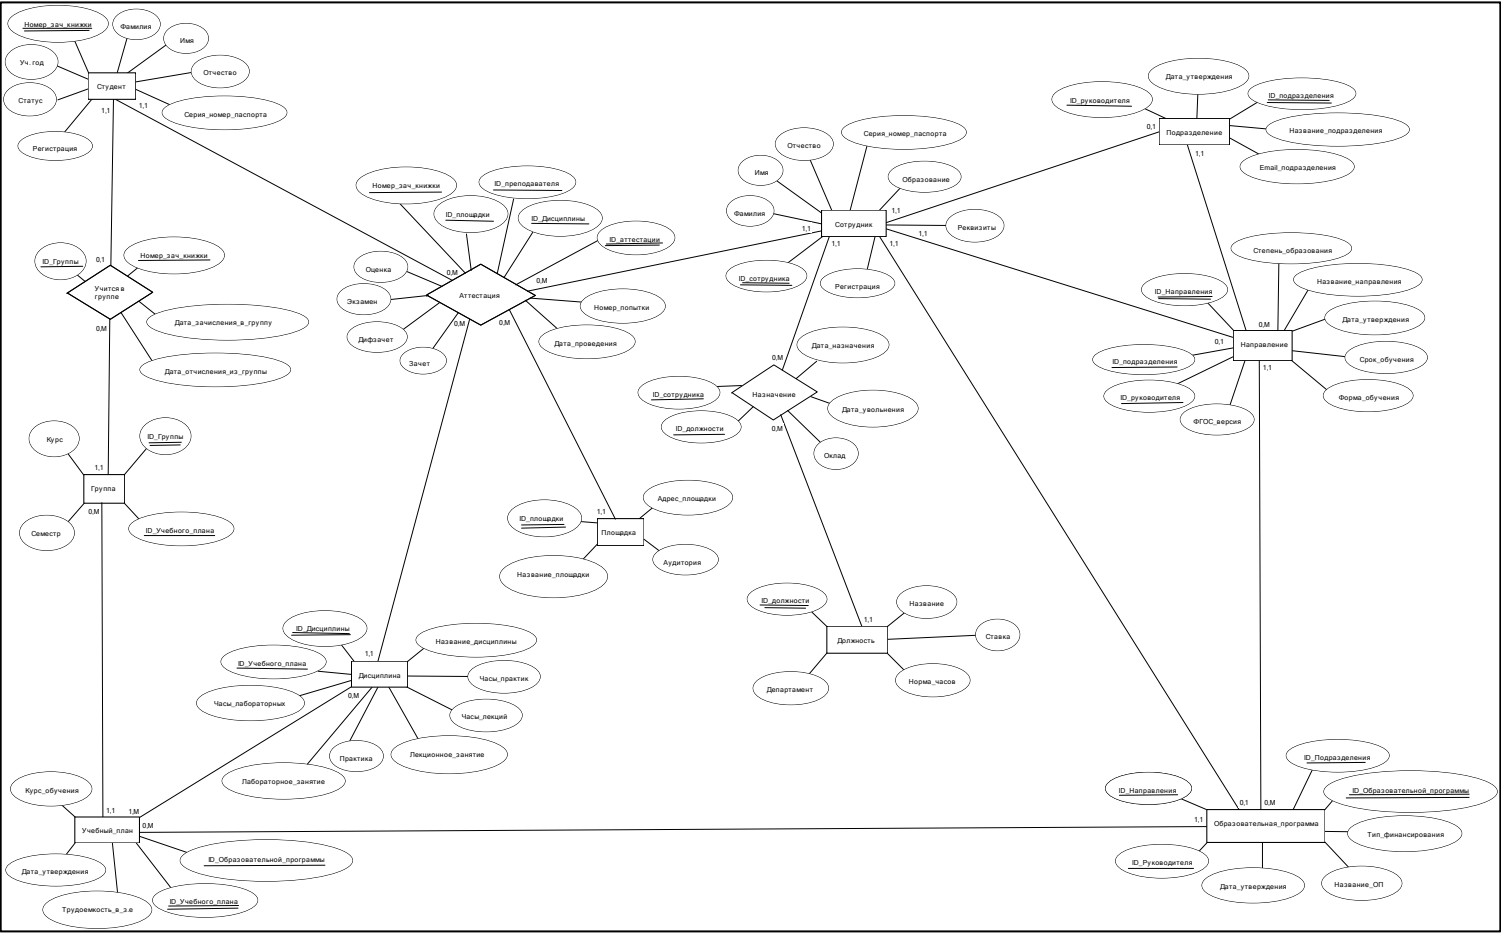 Номер_зач_книжки
Фамилия
Имя
Уч. год
Отчество
Статус
Студент
Серия_номер_паспорта
Регистрация
1,1
1,1
Дата_утверждения
ID_руководителя
ID_подразделения
Подразделение
Название_подразделения
Email_подразделения
0,1
1,1
Серия_номер_паспорта
Отчество
Имя
Образование
Фамилия
Сотрудник
Реквизиты
ID_сотрудника
Регистрация
1,1
1,1
1,1
1,1
1,1
Номер_зач_книжки
ID_преподавателя
ID_площадки
ID_Дисциплины
ID_аттестации
Оценка
Экзамен
Аттестация
Номер_попытки
Дифзачет
Зачет
Дата_проведения
0,М
0,М
0,М
0,М
0,1
ID_Группы
Номер_зач_книжки
Учится в
группе
Дата_зачисления_в_группу
Дата_отчисления_из_группы
0,М
Степень_образования
Название_направления
ID_Направления
Дата_утверждения
0,М
0,1
Направление
ID_подразделения
Срок_обучения
ID_руководителя
Форма_обучения
ФГОС_версия
1,1
Дата_назначения
0,М
ID_сотрудника
Назначение
Дата_увольнения
ID_должности
0,М
Оклад
Курс
ID_Группы
1,1
Группа
0,М
Семестр
ID_Учебного_плана
ID_площадки
1,1
Адрес_площадки
Площадка
Название_площадки
Аудитория
ID_должности
Название
1,1
Должность
Ставка
Департамент
Норма_часов
ID_Дисциплины
Название_дисциплины
1,1
ID_Учебного_плана
Дисциплина
Часы_практик
0,М
Часы_лабораторных
Часы_лекций
Практика
Лекционное_занятие
Лабораторное_занятие
Курс_обучения
1,1
1,М
0,М
Учебный_план
Дата_утверждения
ID_Образовательной_программы
ID_Учебного_плана
Трудоемкость_в_з.е
ID_Подразделения
ID_Направления
ID_Образовательной_программы
0,1
0,М
1,1
Образовательная_программа
Тип_финансирования
ID_Руководителя
Дата_утверждения
Название_ОП